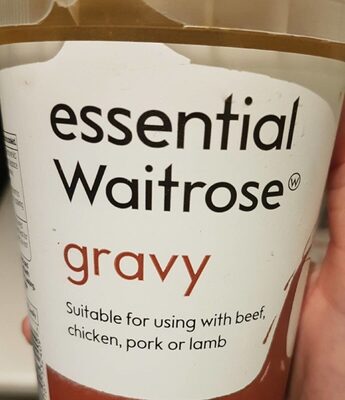 essential
Waitrose Ⓦ
gravy
Suitable for using with beef,
chicken, pork or lamb